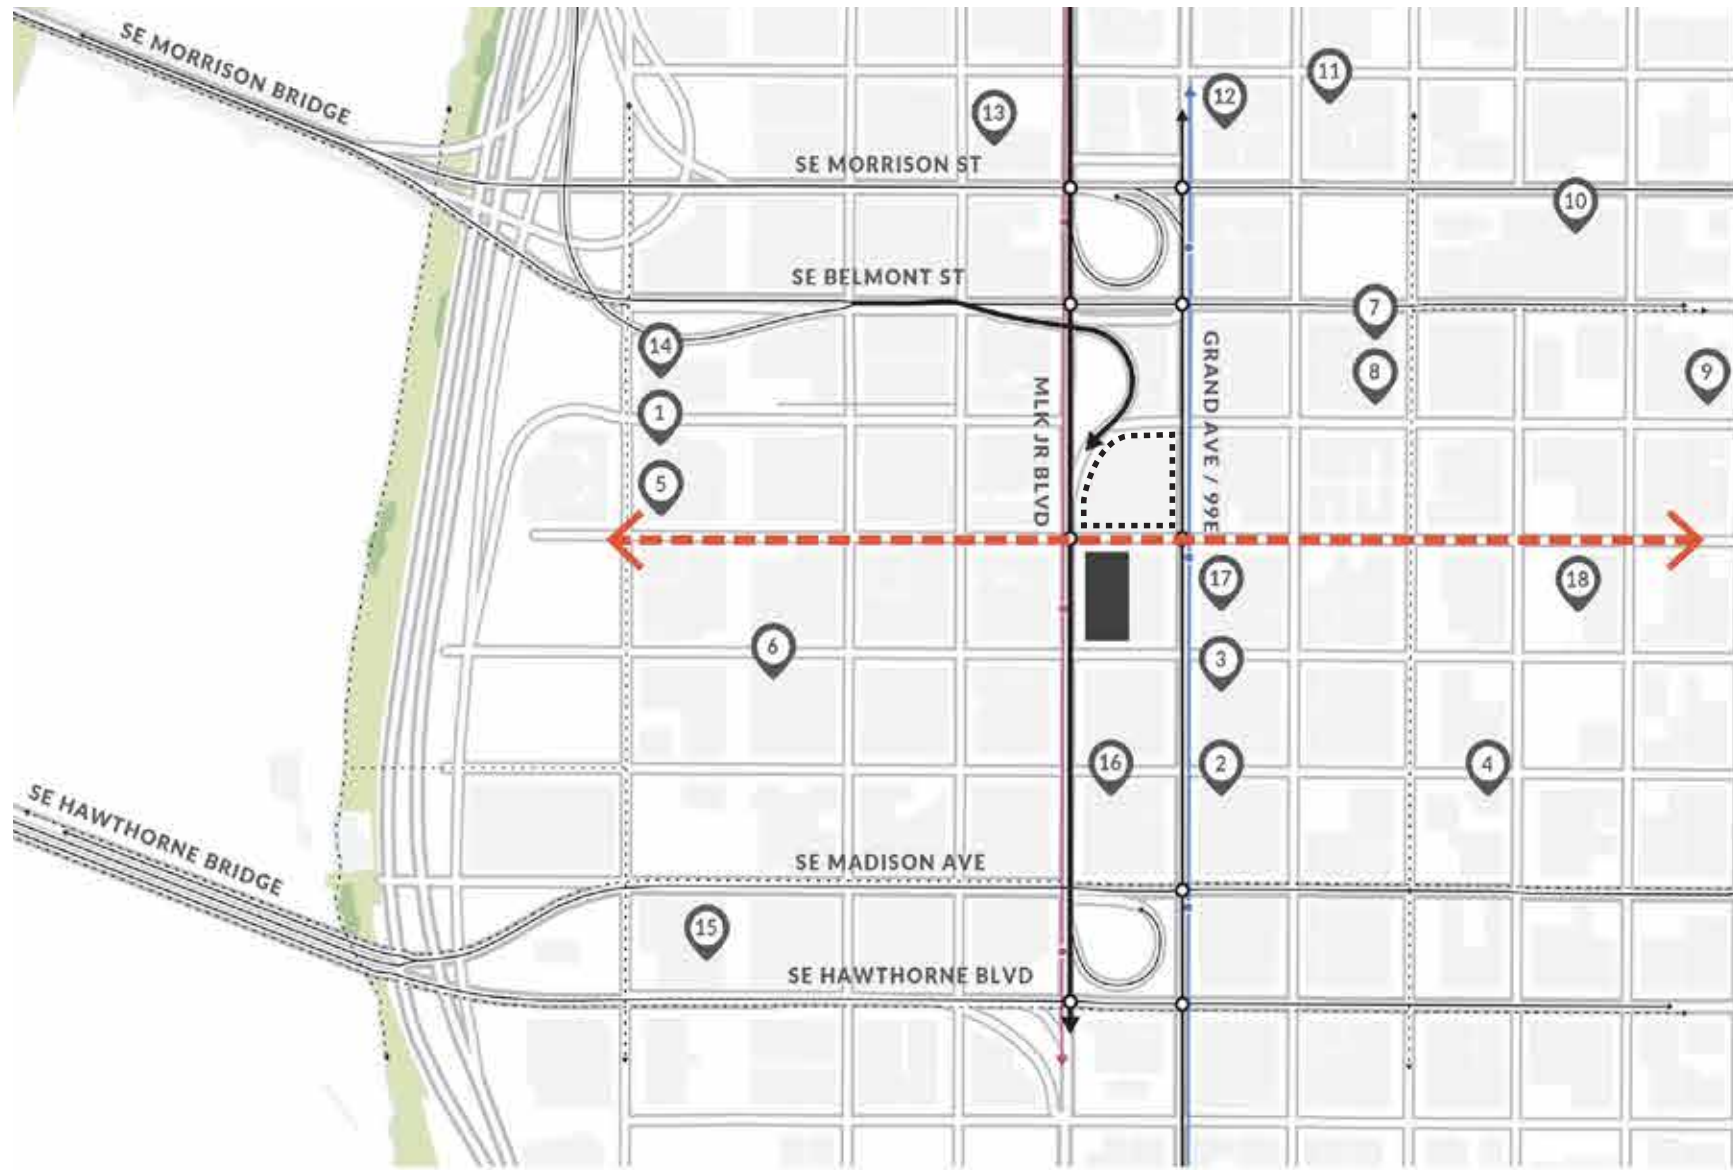 SE MORRISON BRIDGE
11
12
13
SE MORRISON ST
10
SE BELMONT ST
7
14
8
9
1
MLK JR BLVD
GRAND AVE / 99E
5
17
18
6
3
16
2
4
SE HAWTHORNE BRIDGE
SE MADISON AVE
15
SE HAWTHORNE BLVD